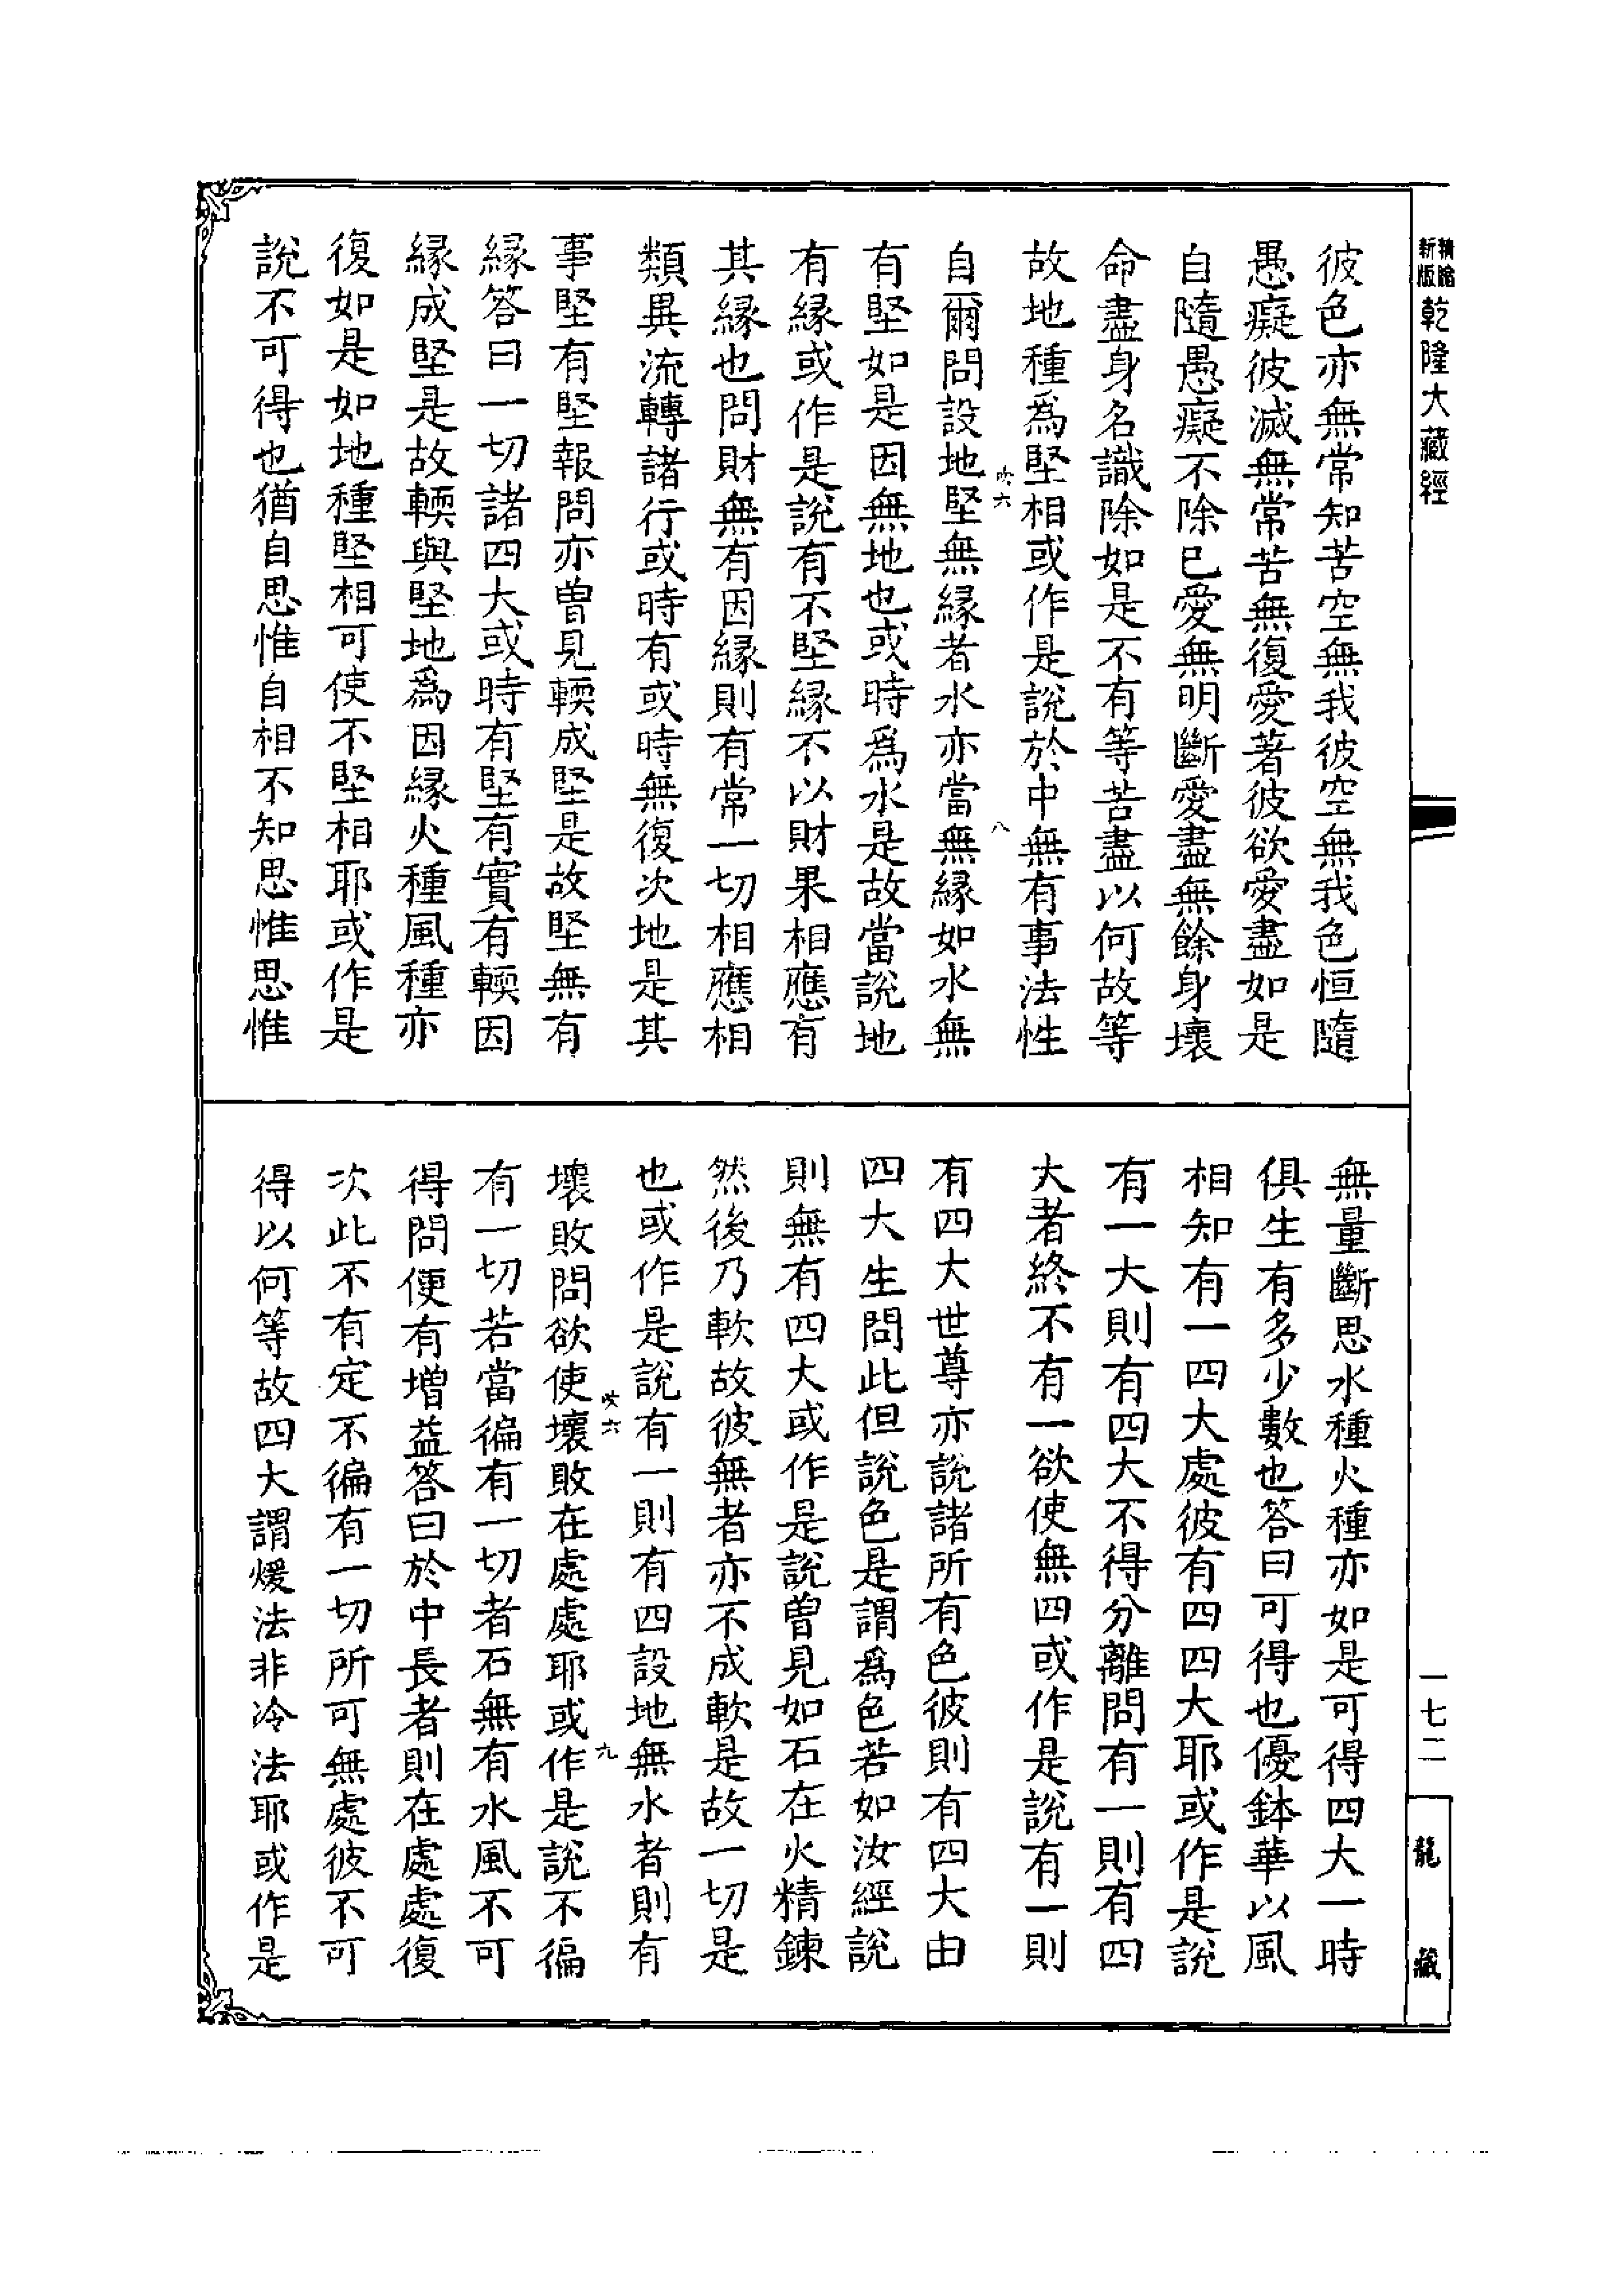 精繪新版乾隆大藏經
彼色亦無常知苦空無我彼空無我色恒隨
愚癡彼滅無常苦無復愛著彼欲愛盡如是
自隨愚癡不除已愛無明斷愛盡無餘身壞
命盡身名識除如是不有等苦盡以何故等
故地種爲堅相或作是說於中無有事法性
六 八
自爾問設地堅無緣者水亦當無緣如水無
有堅如是因無地也或時爲水是故當說地
有緣或作是說有不堅緣不以財果相應有
其緣也問財無有因緣則有常一切相應相
類異流轉諸行或時有或時無復次地是其
事堅有堅報問亦曽見輭成堅是故堅無有
緣答曰一切諸四大或時有堅有實有輭因
緣成堅是故輭與堅地爲因緣火種風種亦
復如是如地種堅相可使不堅相耶或作是
說不可得也猶自思惟自相不知思惟思惟
無量斷思水種火種亦如是可得四大一時
俱生有多少數也答曰可得也優鉢華以風
相知有一四大處彼有四四大耶或作是說
有一大則有四大不得分離問有一則有四
大者終不有一欲使無四或作是說有一則
有四大世尊亦說諸所有色彼則有四大由
四大生問此但說色是謂爲色若如汝經說
則無有四大或作是說曽見如石在火精鍊
然後乃軟故彼無者亦不成軟是故一切是
也或作是說有一則有四設地無水者則有
六 九
壞敗問欲使壞敗在處處耶或作是說不徧
有一切若當徧有一切者石無有水風不可
得問便有增益答曰於中長者則在處處復
次此不有定不徧有一切所可無處彼不可
得以何等故四大謂煖法非冷法耶或作是
一七二
龍藏